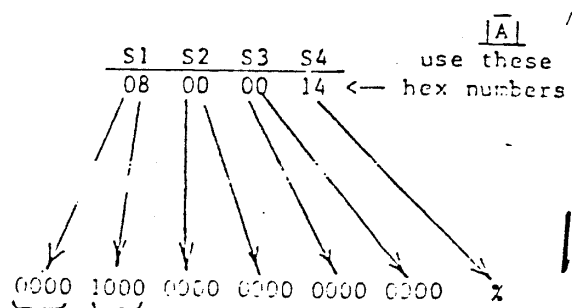 |A|
S1 S2 S3 S4 use these
08 00 00 14 <— hex numbers
0000 1000 0000 0000 0000 0000 %